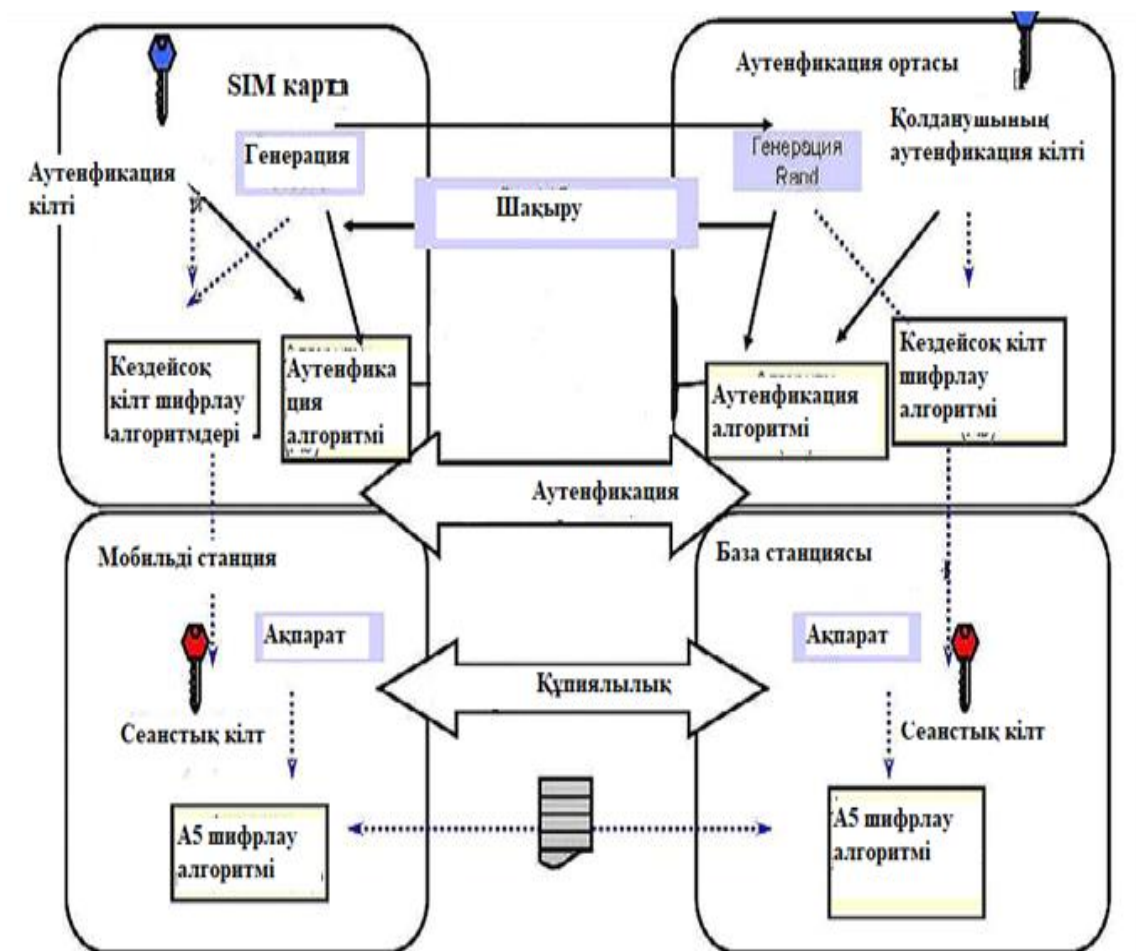 SIM карта
Генерация
Аутенфикация
кілті
Кездейсоқ
кілт шифрлау
алгоритмдері
Аутенфика
ция
алгоритмі
Шақыру
Аутенфикация ортасы
Генерация
Rand
Қолданушының
аутенфикация кілті
Аутенфикация
алгоритмі
Кездейсоқ кілт
шифрлау
алгоритмі
Аутенфикация
Мобильді станция
Ақпарат
Сеанстық кілт
А5 шифрлау
алгоритмі
Құпиялылық
База станциясы
Ақпарат
Сеанстық кілт
А5 шифрлау
алгоритмі